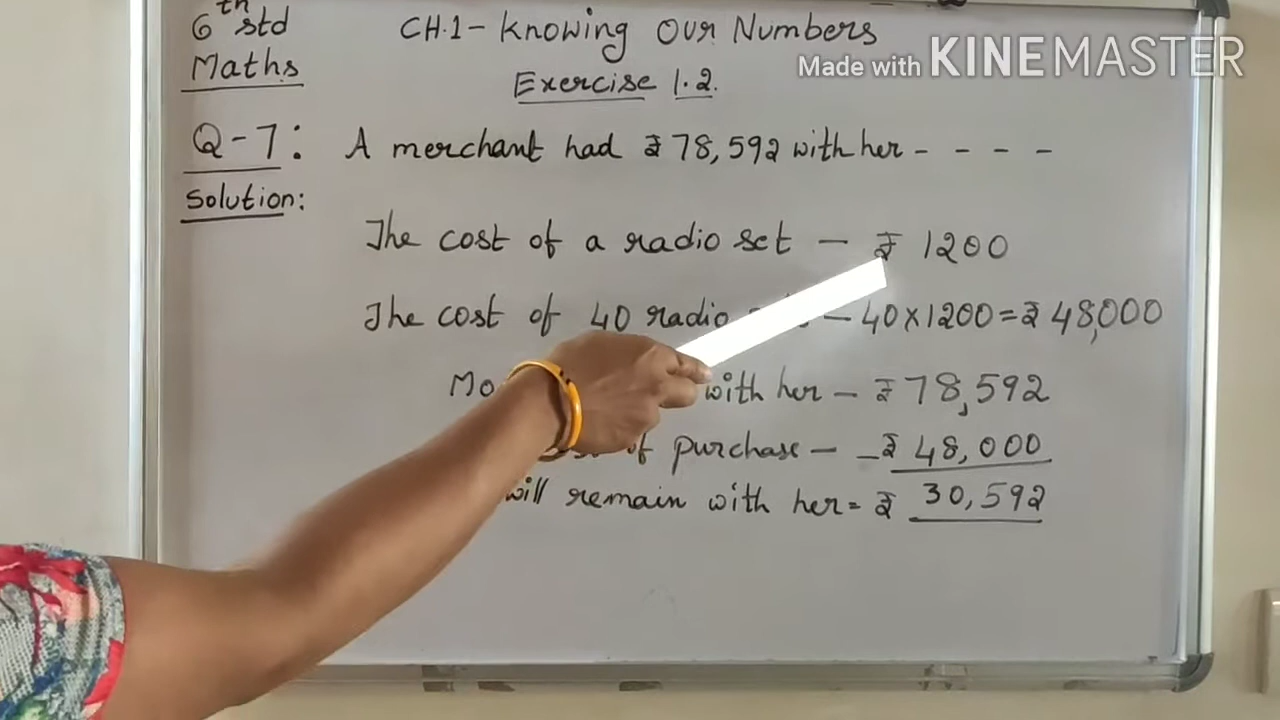 6th std
Maths
CH.1 - Knowing Our Numbers
Exercise 1.2.
Made with KINEMASTER
Q-7: A merchant had ₹78,592 with her - - - -
Solution:
The cost of a radio set - ₹ 1200
The cost of 40 radio - 40×1200=₹48,000
with her - ₹78,592
of purchase - -₹ 48,000
will remain with her = ₹ 30,592